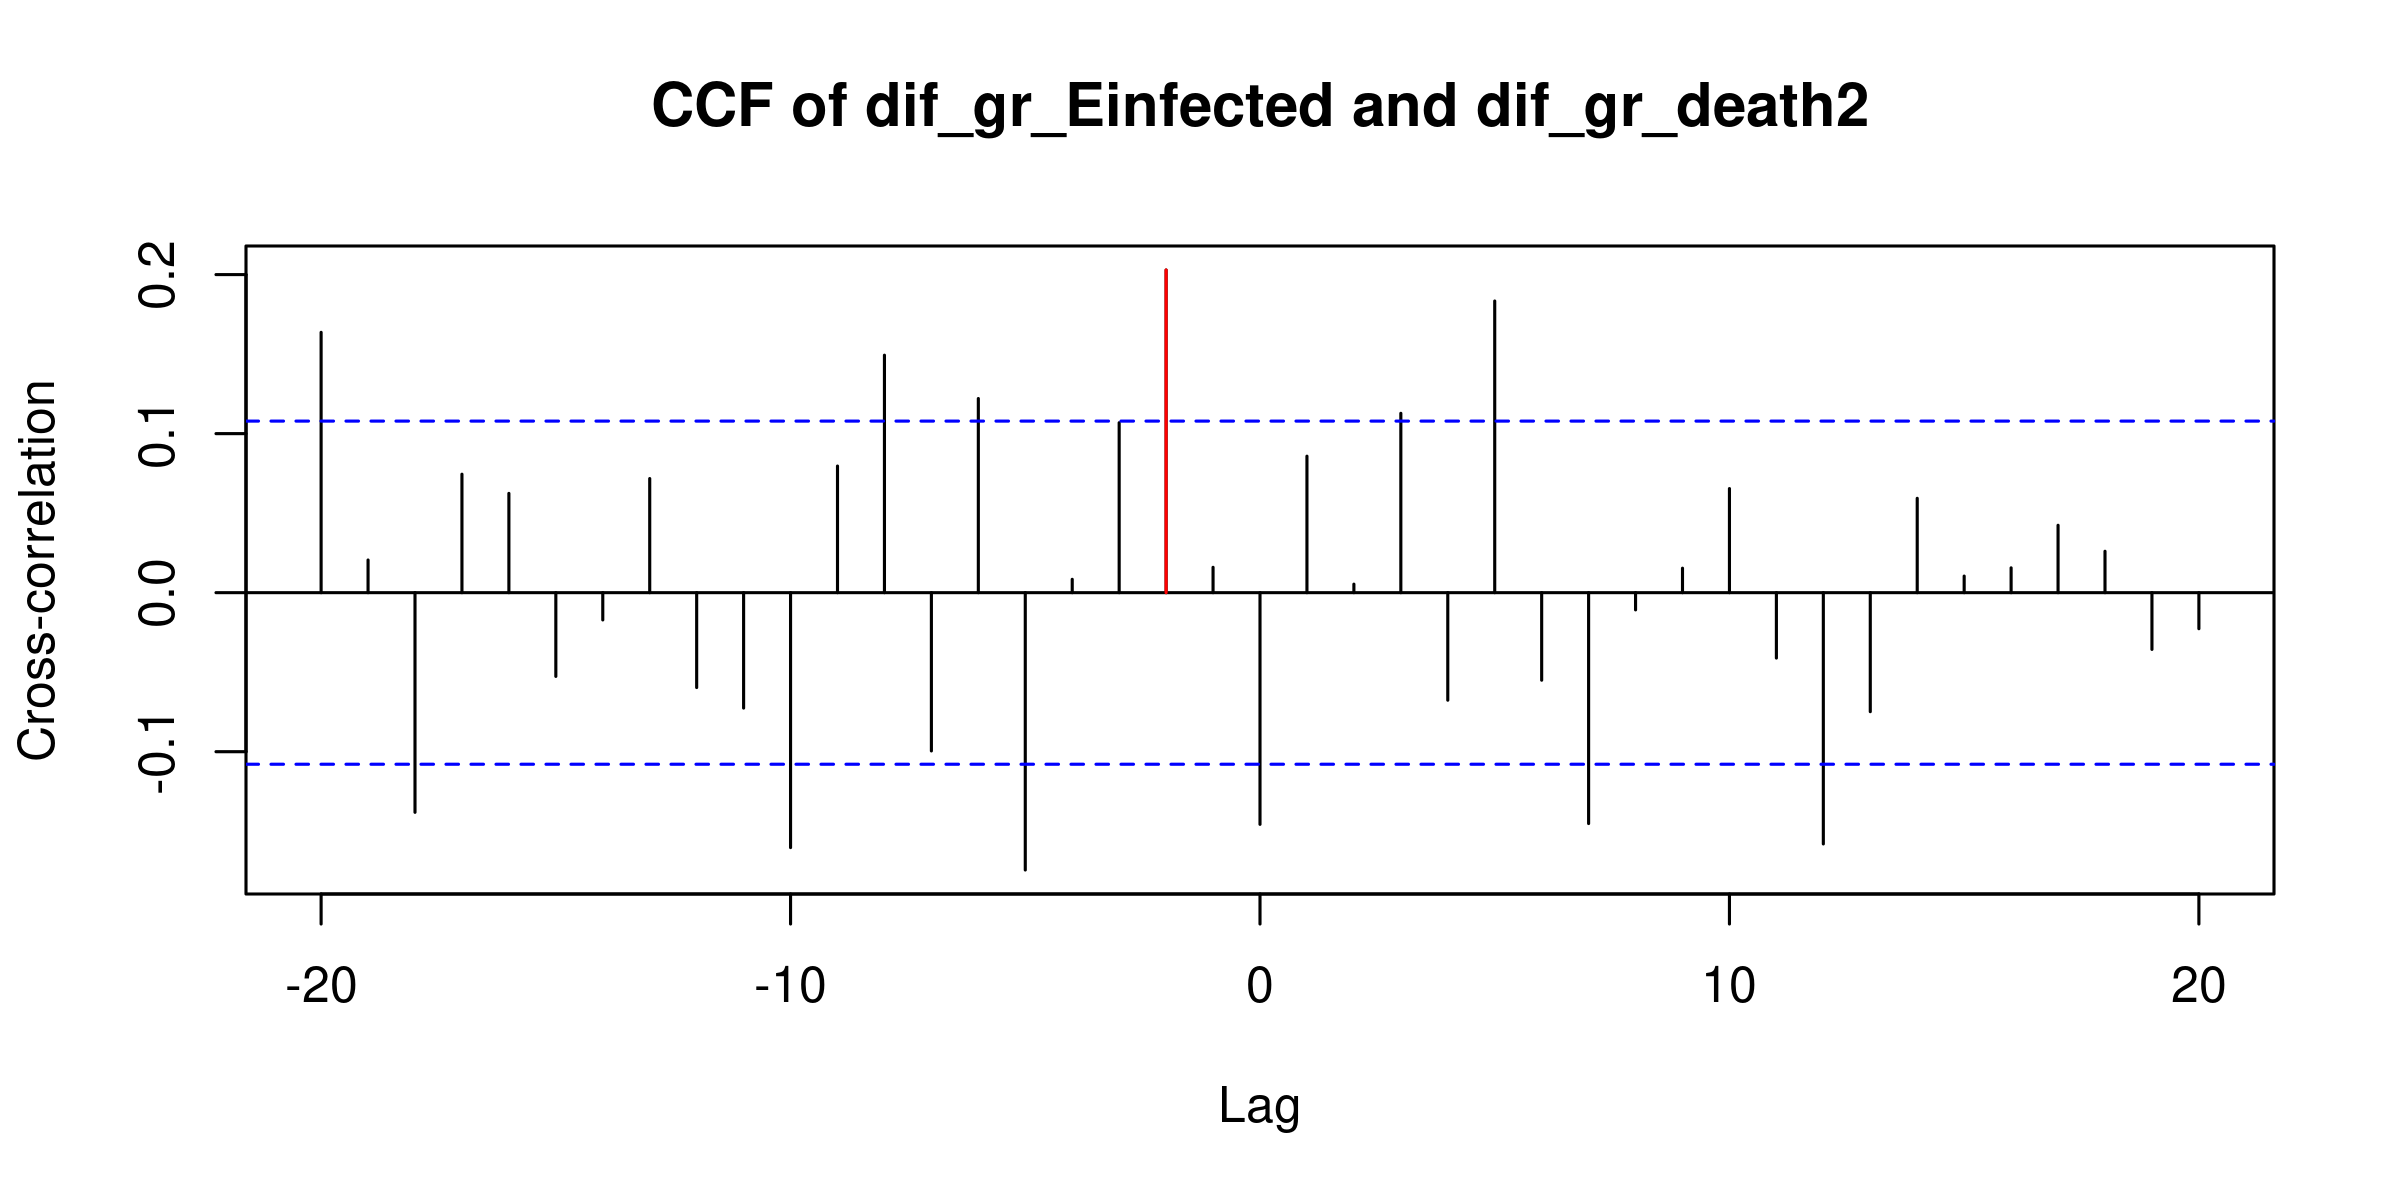 CCF of dif_gr_Einfected and dif_gr_death2
Cross-correlation
0.2
0.1
0.0
-0.1
-20 -10 0 10 20
Lag